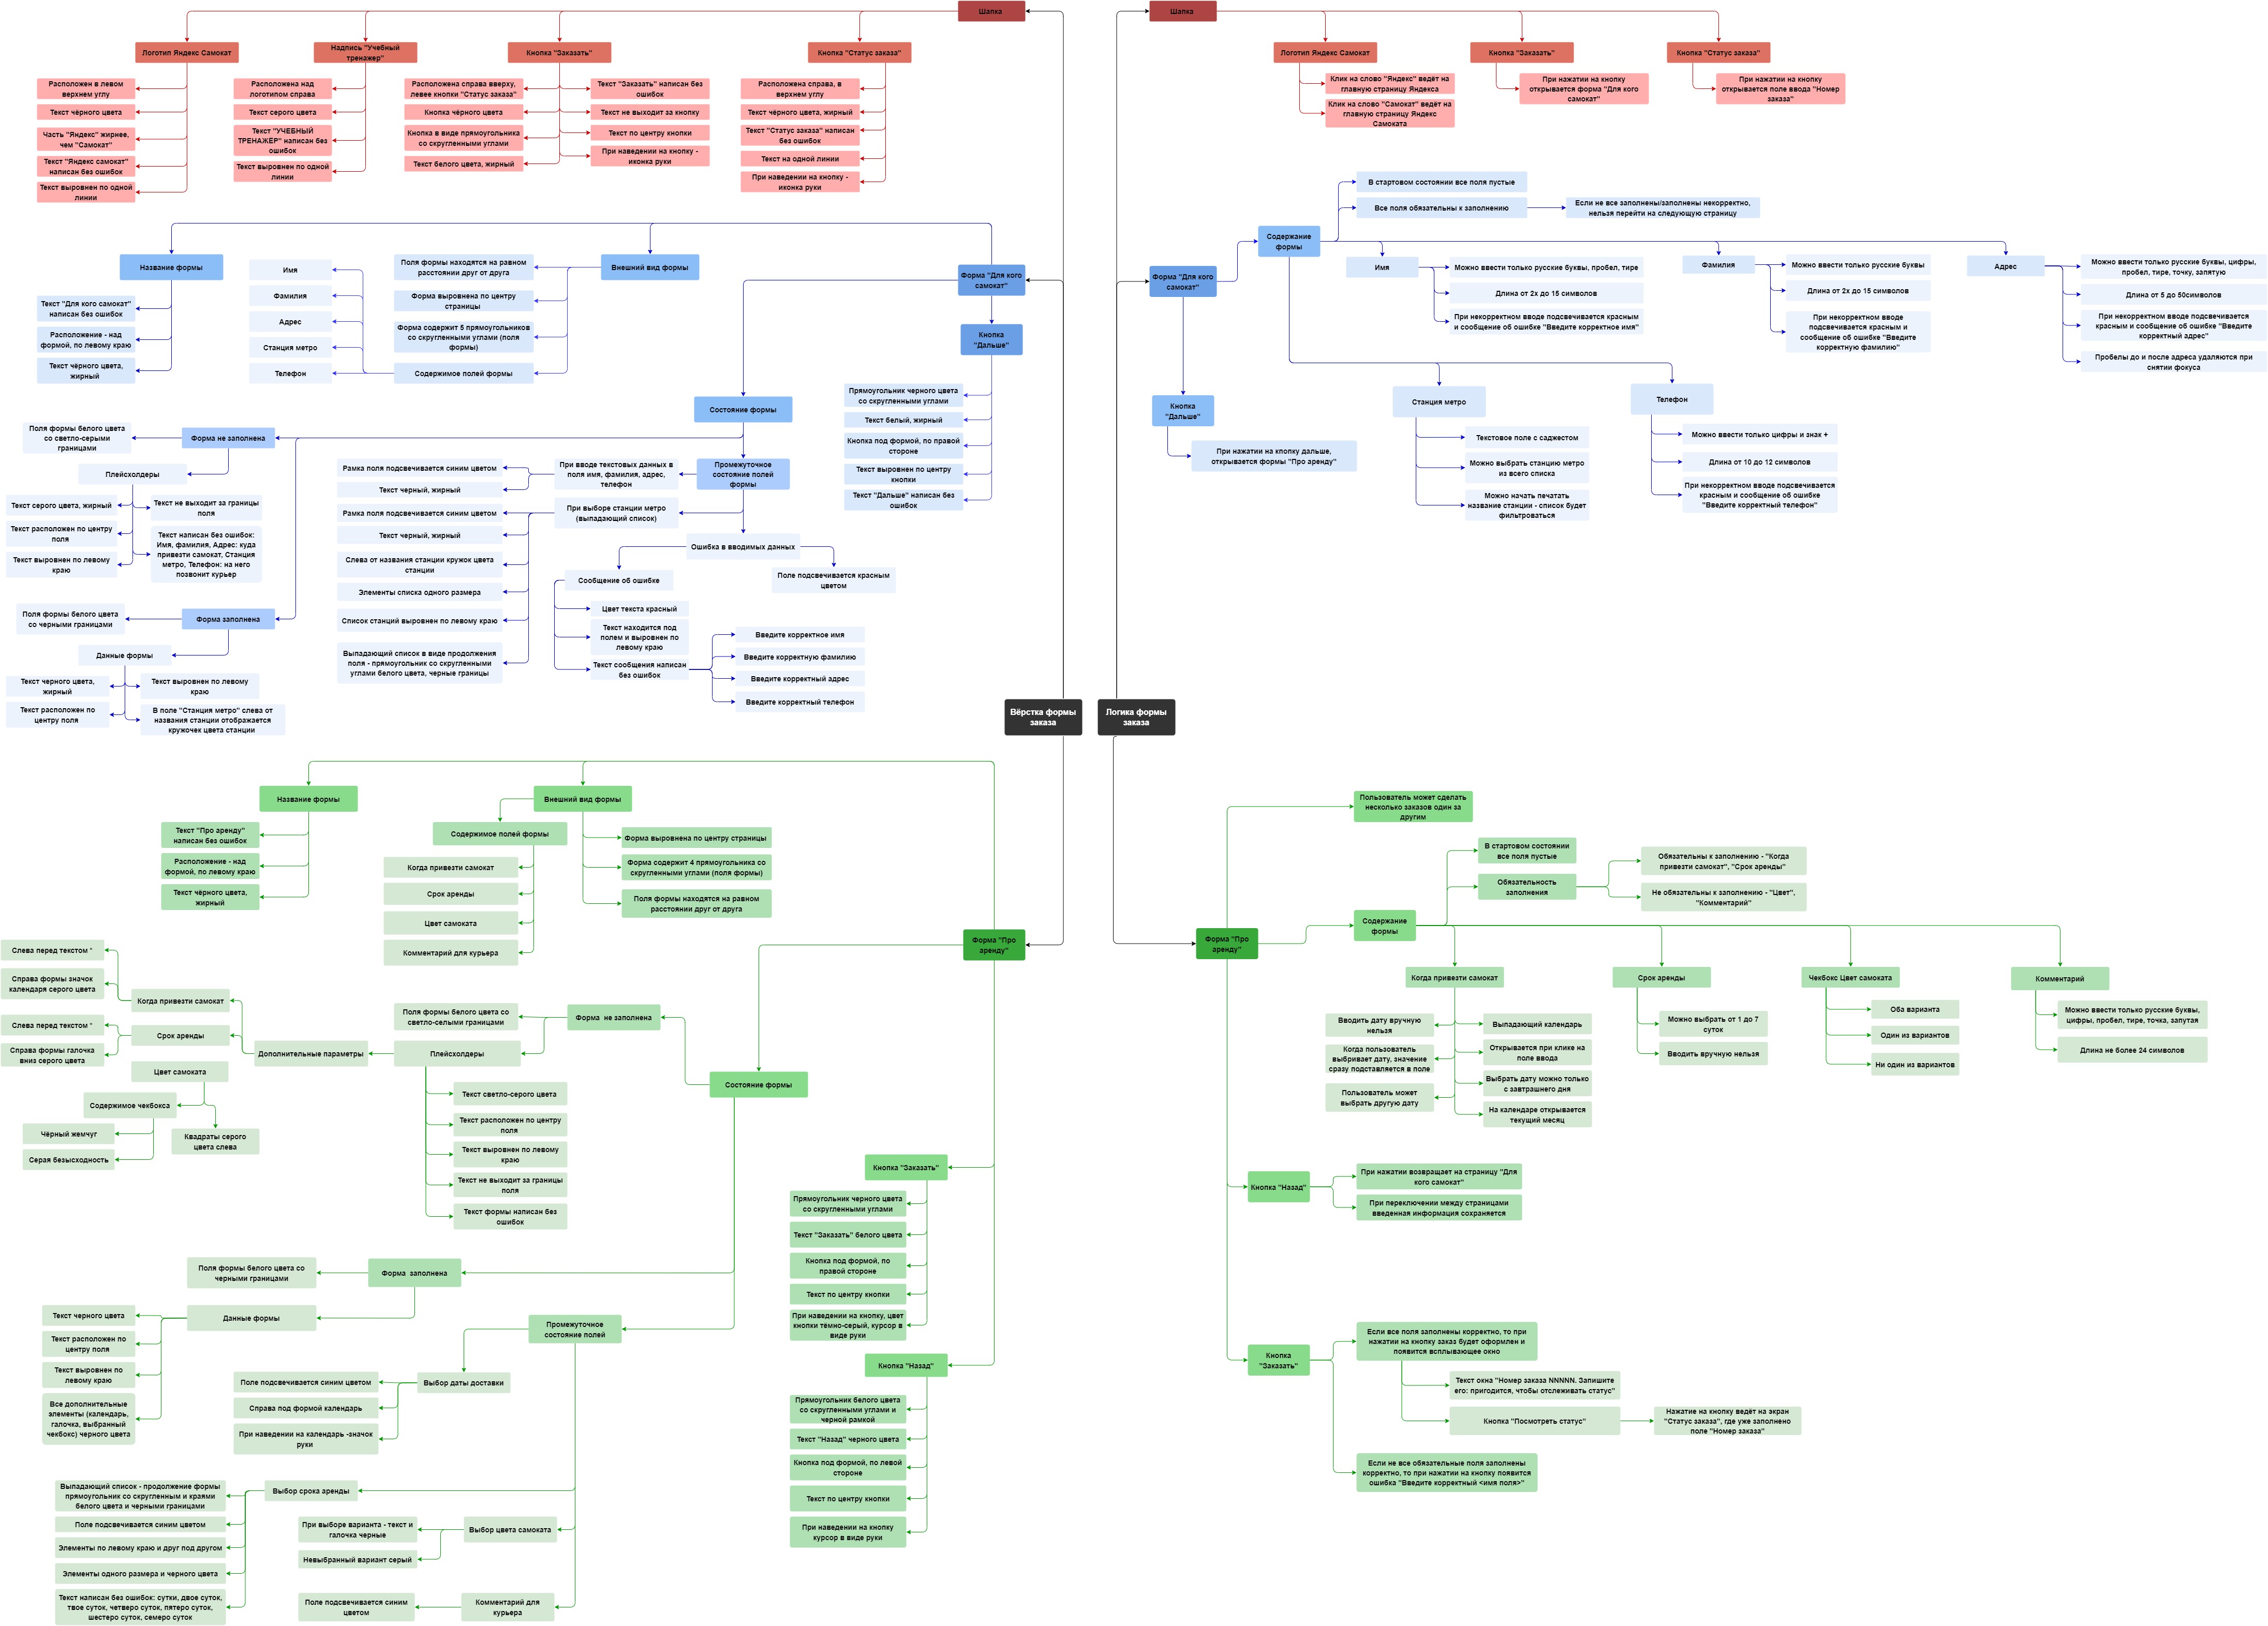 Шапка
Логотип Яндекс Самокат
Надпись "Учебный
тренажер"
Кнопка "Заказать"
Кнопка "Статус заказа"
Расположен в левом
верхнем углу
Текст чёрного цвета
Часть "Яндекс" жирнее,
чем "Самокат"
Текст "Яндекс самокат"
написан без ошибок
Текст выровнен по одной
линии
Расположена над
логотипом справа
Текст серого цвета
Текст "УЧЕБНЫЙ
ТРЕНАЖЁР" написан без
ошибок
Текст выровнен по одной
линии
Расположена справа вверху,
левее кнопки "Статус заказа"
Кнопка чёрного цвета
Кнопка в виде прямоугольника
со скругленными углами
Текст белого цвета, жирный
Текст "Заказать" написан без
ошибок
Текст не выходит за кнопку
Текст по центру кнопки
При наведении на кнопку -
иконка руки
Расположена справа, в
верхнем углу
Текст чёрного цвета, жирный
Текст "Статус заказа" написан
без ошибок
Текст на одной линии
При наведении на кнопку -
иконка руки
Название формы
Текст "Для кого самокат"
написан без ошибок
Расположение - над
формой, по левому краю
Текст чёрного цвета,
жирный
Имя
Фамилия
Адрес
Станция метро
Телефон
Внешний вид формы
Поля формы находятся на равном
расстоянии друг от друга
Форма выровнена по центру
страницы
Форма содержит 5 прямоугольников
со скругленными углами (поля
формы)
Содержимое полей формы
Форма "Для кого
самокат"
Кнопка
"Дальше"
Прямоугольник черного цвета
со скругленными углами
Текст белый, жирный
Кнопка под формой, по правой
стороне
Текст выровнен по центру
кнопки
Текст "Дальше" написан без
ошибок
Состояние формы
Форма не заполнена
Поля формы белого цвета
со светло-серыми
границами
Плейсхолдеры
Текст серого цвета, жирный
Текст расположен по центру
поля
Текст выровнен по левому
краю
Текст не выходит за границы
поля
Текст написан без ошибок:
Имя, фамилия, Адрес: куда
привезти самокат, Станция
метро, Телефон: на него
позвонит курьер
Форма заполнена
Поля формы белого цвета
со черными границами
Данные формы
Текст черного цвета,
жирный
Текст расположен по
центру поля
Текст выровнен по левому
краю
В поле "Станция метро" слева от
названия станции отображается
кружочек цвета станции
Промежуточное
состояние полей
формы
При вводе текстовых данных в
поля имя, фамилия, адрес,
телефон
Рамка поля подсвечивается синим цветом
Текст черный, жирный
При выборе станции метро
(выпадающий список)
Рамка поля подсвечивается синим цветом
Текст черный, жирный
Слева от названия станции кружок цвета
станции
Элементы списка одного размера
Список станций выровнен по левому краю
Выпадающий список в виде продолжения
поля - прямоугольник со скругленными
углами белого цвета, черные границы
Ошибка в вводимых данных
Сообщение об ошибке
Поле подсвечивается красным
цветом
Цвет текста красный
Текст находится под
полем и выровнен по
левому краю
Текст сообщения написан
без ошибок
Введите корректное имя
Введите корректную фамилию
Введите корректный адрес
Введите корректный телефон
Вёрстка формы
заказа
Название формы
Текст "Про аренду"
написан без ошибок
Расположение - над
формой, по левому краю
Текст чёрного цвета,
жирный
Внешний вид формы
Содержимое полей формы
Когда привезти самокат
Срок аренды
Цвет самоката
Комментарий для курьера
Форма выровнена по центру страницы
Форма содержит 4 прямоугольника со
скругленными углами (поля формы)
Поля формы находятся на равном
расстоянии друг от друга
Форма "Про
аренду"
Состояние формы
Форма не заполнена
Поля формы белого цвета со
светло-селыми границами
Плейсхолдеры
Дополнительные параметры
Когда привезти самокат
Слева перед текстом *
Справа формы значок
календаря серого цвета
Срок аренды
Слева перед текстом *
Справа формы галочка
вниз серого цвета
Цвет самоката
Содержимое чекбокса
Чёрный жемчуг
Серая безысходность
Квадраты серого
цвета слева
Текст светло-серого цвета
Текст расположен по центру
поля
Текст выровнен по левому
краю
Текст не выходит за границы
поля
Текст формы написан без
ошибок
Форма заполнена
Поля формы белого цвета со
черными границами
Данные формы
Текст черного цвета
Текст расположен по
центру поля
Текст выровнен по
левому краю
Все дополнительные
элементы (календарь,
галочка, выбранный
чекбокс) черного цвета
Промежуточное
состояние полей
Выбор даты доставки
Поле подсвечивается синим цветом
Справа под формой календарь
При наведении на календарь -значок
руки
Выбор срока аренды
Выпадающий список - продолжение формы
прямоугольник со скругленным и краями
белого цвета и черными границами
Поле подсвечивается синим цветом
Элементы по левому краю и друг под другом
Элементы одного размера и черного цвета
Текст написан без ошибок: сутки, двое суток,
твое суток, четверо суток, пятеро суток,
шестеро суток, семеро суток
Выбор цвета самоката
При выборе варианта - текст и
галочка черные
Невыбранный вариант серый
Комментарий для
курьера
Поле подсвечивается синим
цветом
Кнопка "Заказать"
Прямоугольник черного цвета
со скругленными углами
Текст "Заказать" белого цвета
Кнопка под формой, по
правой стороне
Текст по центру кнопки
При наведении на кнопку, цвет
кнопки тёмно-серый, курсор в
виде руки
Кнопка "Назад"
Прямоугольник белого цвета
со скругленными углами и
черной рамкой
Текст "Назад" черного цвета
Кнопка под формой, по левой
стороне
Текст по центру кнопки
При наведении на кнопку
курсор в виде руки
Шапка
Логотип Яндекс Самокат
Кнопка "Заказать"
Кнопка "Статус заказа"
Клик на слово "Яндекс" ведёт на
главную страницу Яндекса
Клик на слово "Самокат" ведёт на
главную страницу Яндекс
Самоката
При нажатии на кнопку
открывается форма "Для кого
самокат"
При нажатии на кнопку
открывается поле ввода "Номер
заказа"
Форма "Для кого
самокат"
Содержание
формы
В стартовом состоянии все поля пустые
Все поля обязательны к заполнению
Если не все заполнены/заполнены некорректно,
нельзя перейти на следующую страницу
Имя
Можно ввести только русские буквы, пробел, тире
Длина от 2х до 15 символов
При некорректном вводе подсвечивается красным
и сообщение об ошибке "Введите корректное имя"
Фамилия
Можно ввести только русские буквы
Длина от 2х до 15 символов
При некорректном вводе
подсвечивается красным и
сообщение об ошибке "Введите
корректную фамилию"
Адрес
Можно ввести только русские буквы, цифры,
пробел, тире, точку, запятую
Длина от 5 до 50символов
При некорректном вводе подсвечивается
красным и сообщение об ошибке "Введите
корректный адрес"
Пробелы до и после адреса удаляются при
снятии фокуса
Станция метро
Текстовое поле с саджестом
Можно выбрать станцию метро
из всего списка
Можно начать печатать
название станции - список будет
фильтроваться
Телефон
Можно ввести только цифры и знак +
Длина от 10 до 12 символов
При некорректном вводе подсвечивается
красным и сообщение об ошибке
"Введите корректный телефон"
Кнопка
"Дальше"
При нажатии на клопку дальше,
открывается формы "Про аренду"
Логика формы
заказа
Форма "Про
аренду"
Пользователь может сделать
несколько заказов один за
другим
Содержание
формы
В стартовом состоянии
все поля пустые
Обязательность
заполнения
Обязательны к заполнению - "Когда
привезти самокат", "Срок аренды"
Не обязательны к заполнению - "Цвет",
"Комментарий"
Когда привезти самокат
Вводить дату вручную
нельзя
Когда пользователь
выбривает дату, значение
сразу подставляется в поле
Пользователь может
выбрать другую дату
Выпадающий календарь
Открывается при клике на
поле ввода
Выбрать дату можно только
с завтрашнего дня
На календаре открывается
текущий месяц
Срок аренды
Можно выбрать от 1 до 7
суток
Вводить вручную нельзя
Чекбокс Цвет самоката
Оба варианта
Один из вариантов
Ни один из вариантов
Комментарий
Можно ввести только русские буквы,
цифры, пробел, тире, точка, запутая
Длина не более 24 символов
Кнопка "Назад"
При нажатии возвращает на страницу "Для
кого самокат"
При переключении между страницами
введенная информация сохраняется
Кнопка
"Заказать"
Если все поля заполнены корректно, то при
нажатии на кнопку заказ будет оформлен и
появится всплывающее окно
Текст окна "Номер заказа NNNNN. Запишите
его: пригодится, чтобы отслеживать статус"
Кнопка "Посмотреть статус"
Нажатие на кнопку ведёт на экран
"Статус заказа", где уже заполнено
поле "Номер заказа"
Если не все обязательные поля заполнены
корректно, то при нажатии на кнопку появится
ошибка "Введите корректный <имя поля>"